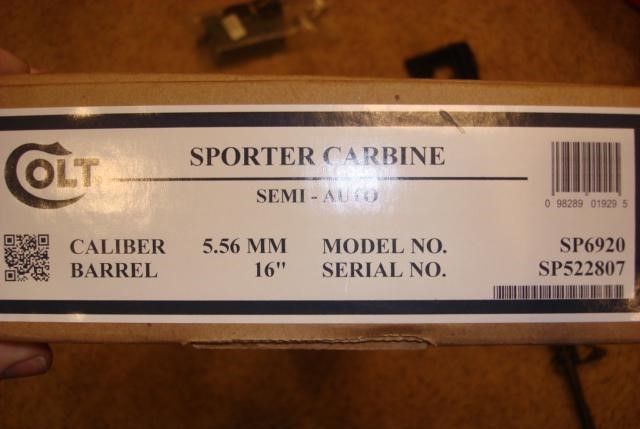 COLT
SPORTER CARBINE
SEMI - AUTO
0 98289 01929 5
CALIBER 5.56 MM MODEL NO. SP6920
BARREL 16" SERIAL NO. SP522807